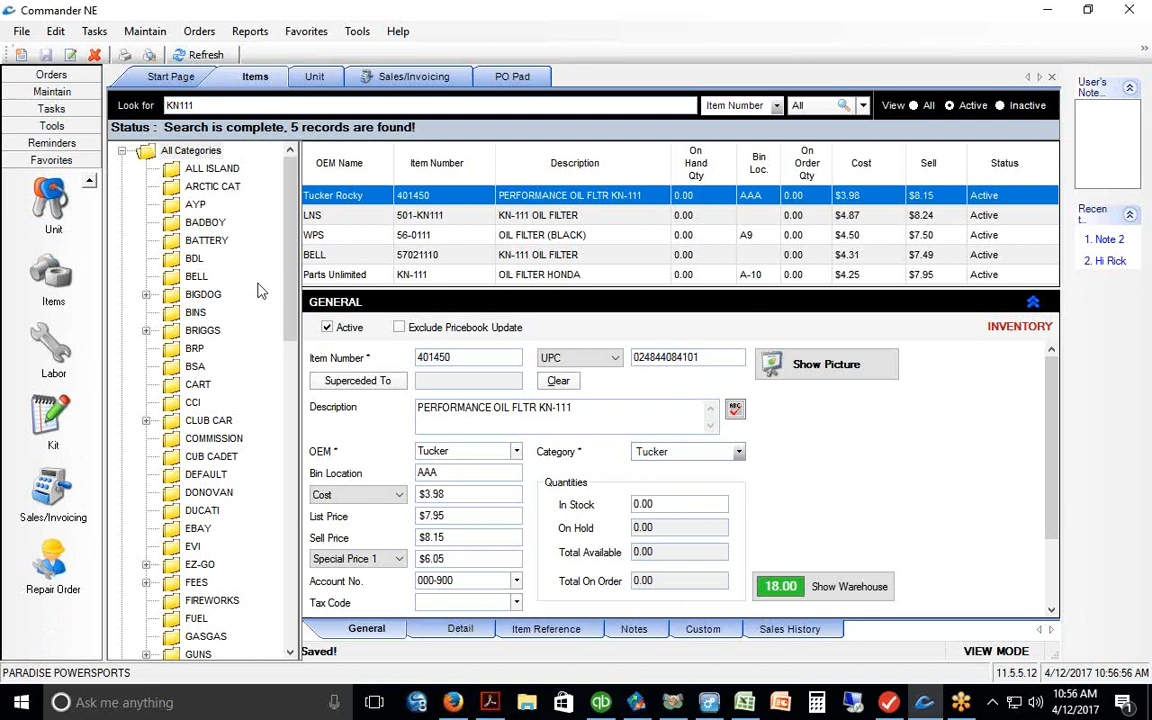 Commander NE
File Edit Tasks Maintain Orders Reports Favorites Tools Help
Refresh
Orders
Maintain
Tasks
Tools
Reminders
Favorites
Unit
Items
Labor
Kit
Sales/Invoicing
Repair Order
Start Page Items Unit Sales/Invoicing PO Pad
Look for KN111 Item Number All View All Active Inactive
Status : Search is complete, 5 records are found!
All Categories
ALL ISLAND
ARCTIC CAT
AYP
BADBOY
BATTERY
BDL
BELL
BIGDOG
BINS
BRIGGS
BRP
BSA
CART
CCI
CLUB CAR
COMMISSION
CUB CADET
DEFAULT
DONOVAN
DUCATI
EBAY
EVI
EZ-GO
FEES
FIREWORKS
FUEL
GASGAS
GUNS
OEM Name Item Number Description On Hand Qty Bin Loc. On Order Qty Cost Sell Status
Tucker Rocky 401450 PERFORMANCE OIL FLTR KN-111 0.00 AAA 0.00 $3.98 $8.15 Active
LNS 501-KN111 KN-111 OIL FILTER 0.00 0.00 $4.87 $8.24 Active
WPS 56-0111 OIL FILTER (BLACK) 0.00 A9 0.00 $4.50 $7.50 Active
BELL 57021110 KN-111 OIL FILTER 0.00 0.00 $4.31 $7.49 Active
Parts Unlimited KN-111 OIL FILTER HONDA 0.00 A-10 0.00 $4.25 $7.95 Active
GENERAL
Active Exclude Pricebook Update INVENTORY
Item Number * 401450 UPC 024844084101 Show Picture
Superceded To Clear
Description PERFORMANCE OIL FLTR KN-111 ABC
OEM * Tucker Category * Tucker
Bin Location AAA Quantities
Cost $3.98 In Stock 0.00
List Price $7.95 On Hold 0.00
Sell Price $8.15 Total Available 0.00
Special Price 1 $6.05
Account No. 000-900 Total On Order 0.00 18.00 Show Warehouse
Tax Code
General Detail Item Reference Notes Custom Sales History
Saved! VIEW MODE
User's
Note...
Recen
t...
1. Note 2
2. Hi Rick
PARADISE POWERSPORTS 11.5.5.12 4/12/2017 10:56:56 AM
Ask me anything
10:56 AM
4/12/2017
1